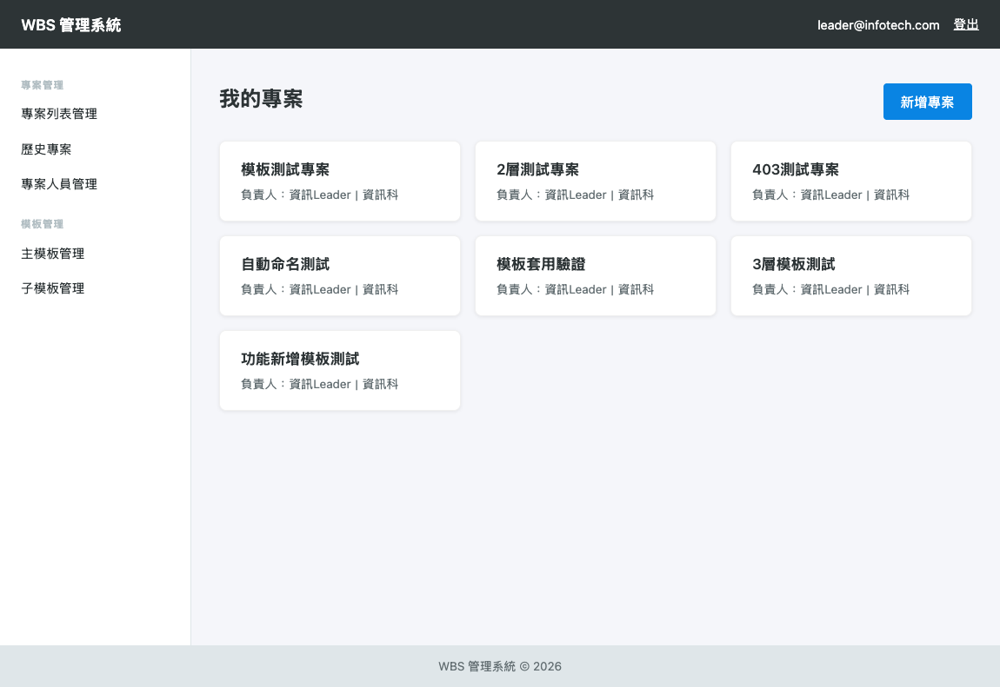 WBS 管理系統
leader@infotech.com 登出
專案管理
專案列表管理
歷史專案
專案人員管理
模板管理
主模板管理
子模板管理
我的專案
新增專案
模板測試專案
負責人：資訊Leader | 資訊科
2層測試專案
負責人：資訊Leader | 資訊科
403測試專案
負責人：資訊Leader | 資訊科
自動命名測試
負責人：資訊Leader | 資訊科
模板套用驗證
負責人：資訊Leader | 資訊科
3層模板測試
負責人：資訊Leader | 資訊科
功能新增模板測試
負責人：資訊Leader | 資訊科
WBS 管理系統 © 2026